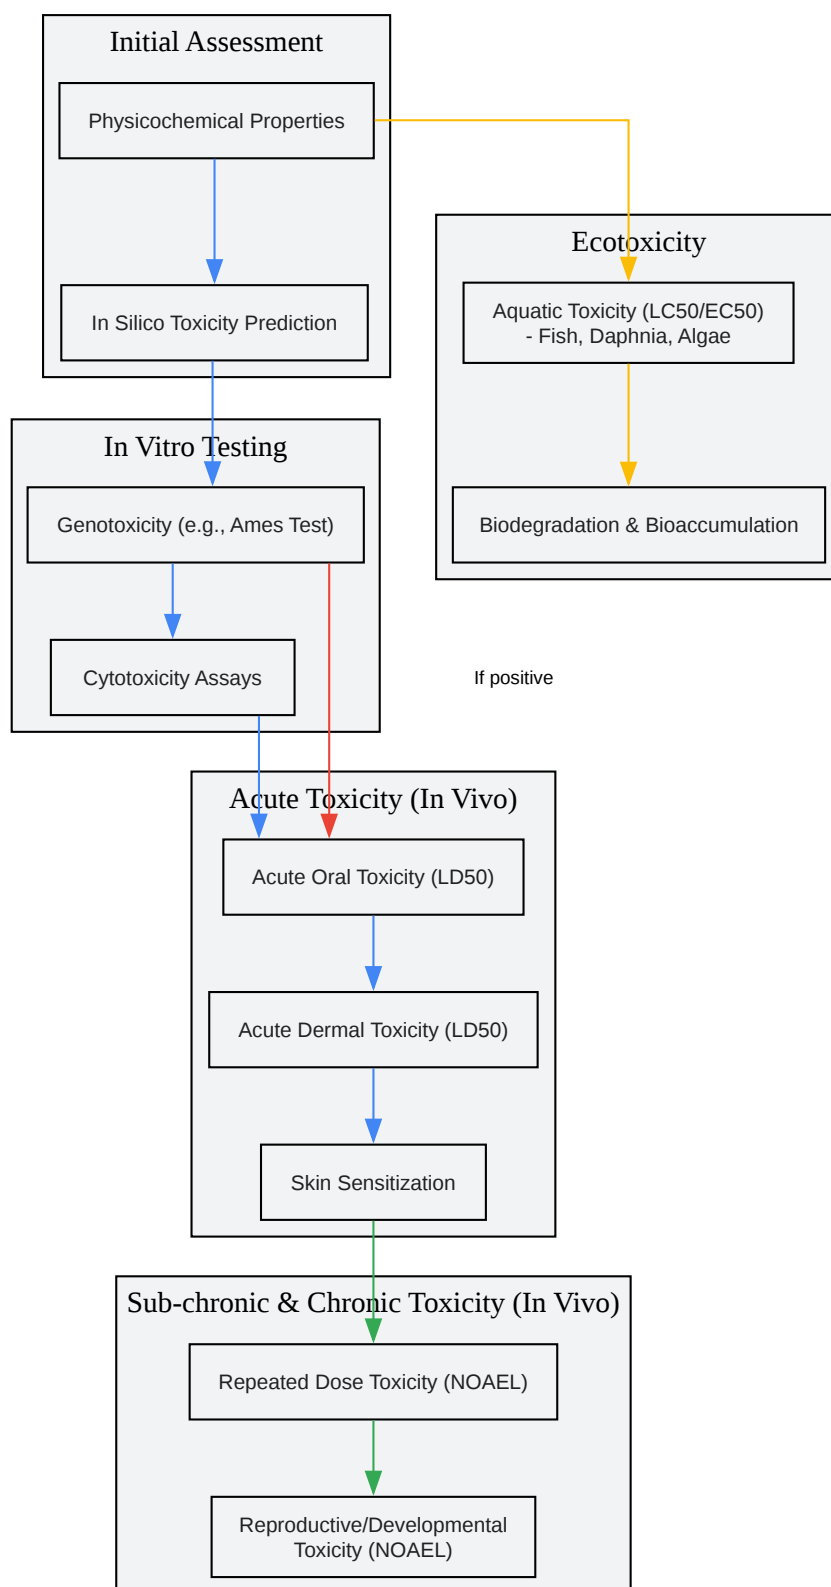 Initial Assessment
Physicochemical Properties
In Silico Toxicity Prediction
Ecotoxicity
Aquatic Toxicity (LC50/EC50)
- Fish, Daphnia, Algae
Biodegradation & Bioaccumulation
In Vitro Testing
Genotoxicity (e.g., Ames Test)
Cytotoxicity Assays
If positive
Acute Toxicity (In Vivo)
Acute Oral Toxicity (LD50)
Acute Dermal Toxicity (LD50)
Skin Sensitization
Sub-chronic & Chronic Toxicity (In Vivo)
Repeated Dose Toxicity (NOAEL)
Reproductive/Developmental
Toxicity (NOAEL)